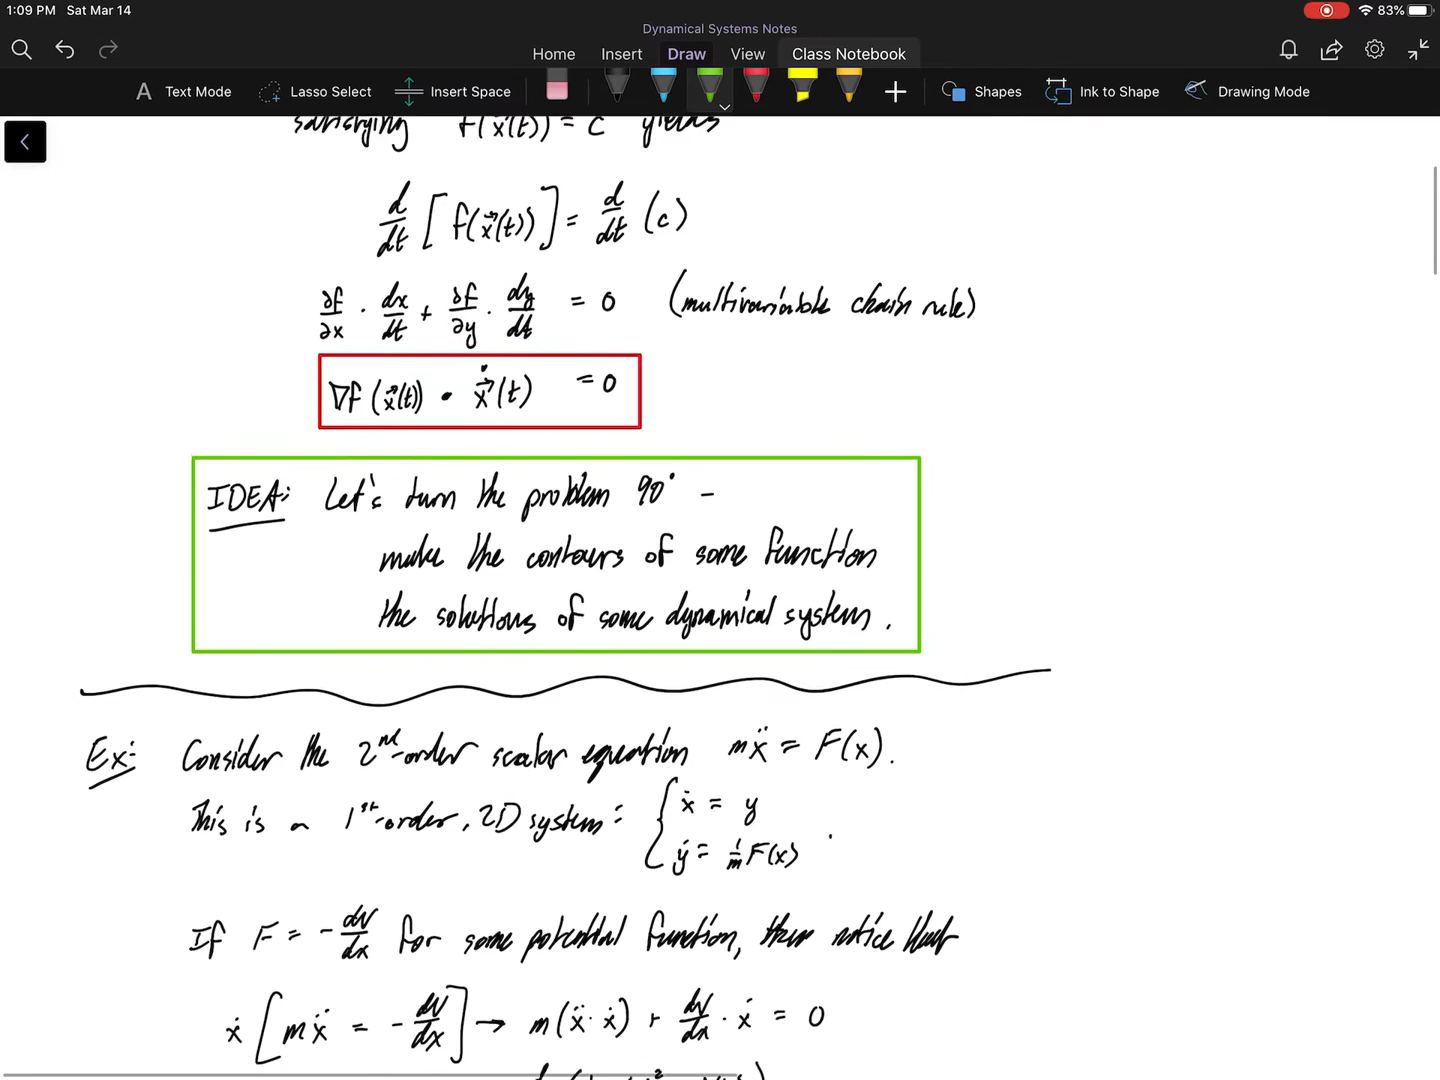 1:09 PM Sat Mar 14
83%
Dynamical Systems Notes
Home Insert Draw View Class Notebook
Text Mode Lasso Select Insert Space Shapes Ink to Shape Drawing Mode
satisfying f(x⃗(t)) = c yields
d/dt [f(x⃗(t))] = d/dt (c)
∂f/∂x · dx/dt + ∂f/∂y · dy/dt = 0 (multivariable chain rule)
∇f(x⃗(t)) • x⃗̇(t) = 0
IDEA: Let's turn the problem 90° -
make the contours of some function
the solutions of some dynamical system.
Ex: Consider the 2nd-order scalar equation mẍ = F(x).
This is a 1st-order, 2D system: { ẋ = y
ẏ = 1/m F(x)
If F = - dV/dx for some potential function, then notice that
ẋ [mẍ = - dV/dx] → m(ẍ·ẋ) + dV/dx · ẋ = 0